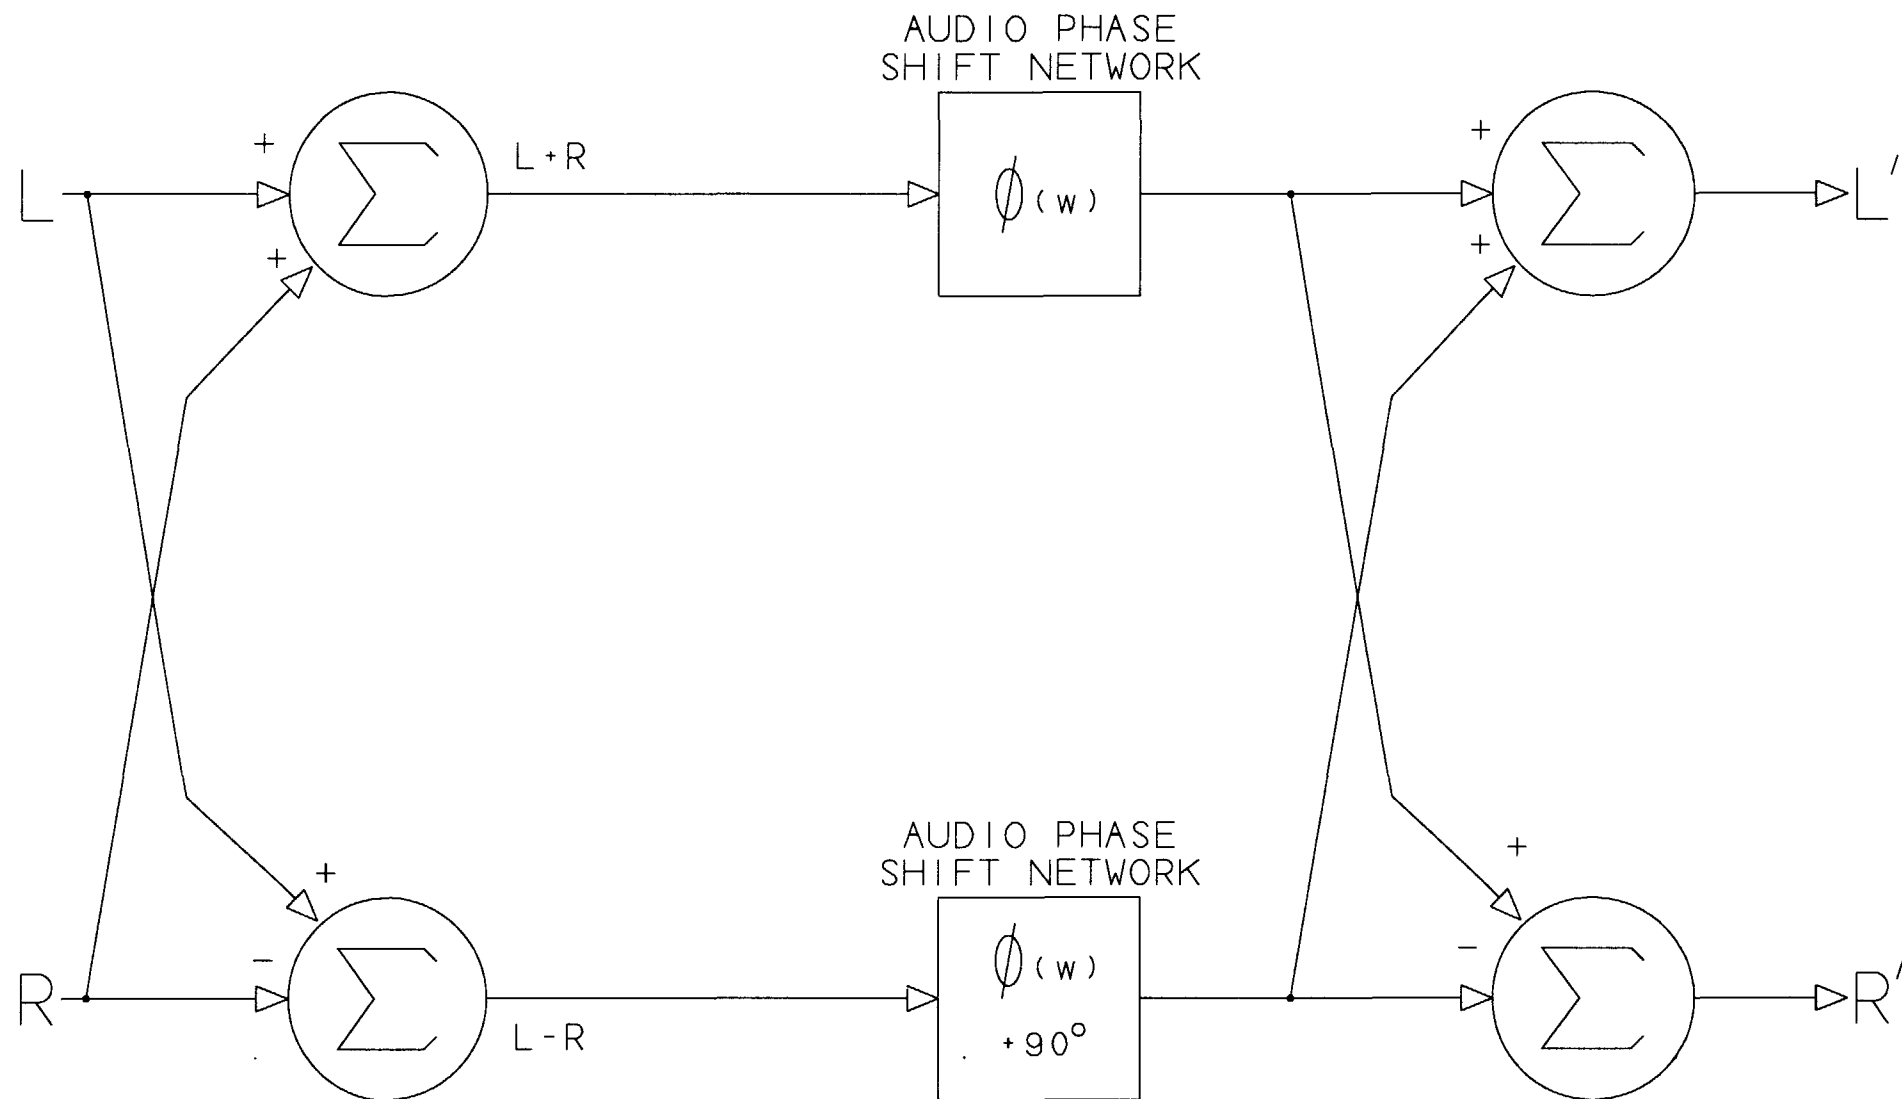 AUDIO PHASE
SHIFT NETWORK
+
L+R
+
L
Σ
ϕ(w)
Σ
L'
+
+
AUDIO PHASE
SHIFT NETWORK
+
+
-
ϕ(w)
-
R
Σ
+90°
Σ
R'
L-R